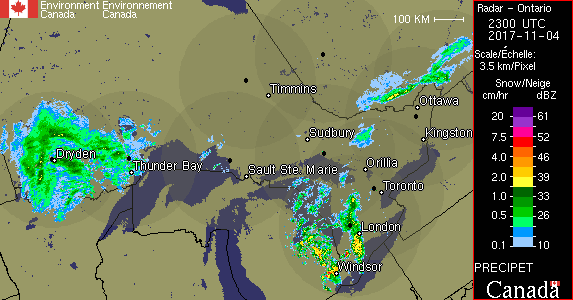 Environment Environnement
Canada Canada
100 KM
Timmins
Ottawa
Sudbury
Kingston
Dryden
Thunder Bay
Sault Ste. Marie
Orillia
Toronto
London
Windsor
Radar - Ontario
2300 UTC
2017-11-04
Scale/Échelle:
3.5 km/Pixel
Snow/Neige
cm/hr dBZ
20 61
7.5 52
4.0 46
2.0 39
1.0 33
0.5 26
0.1 10
PRECIPET
Canada